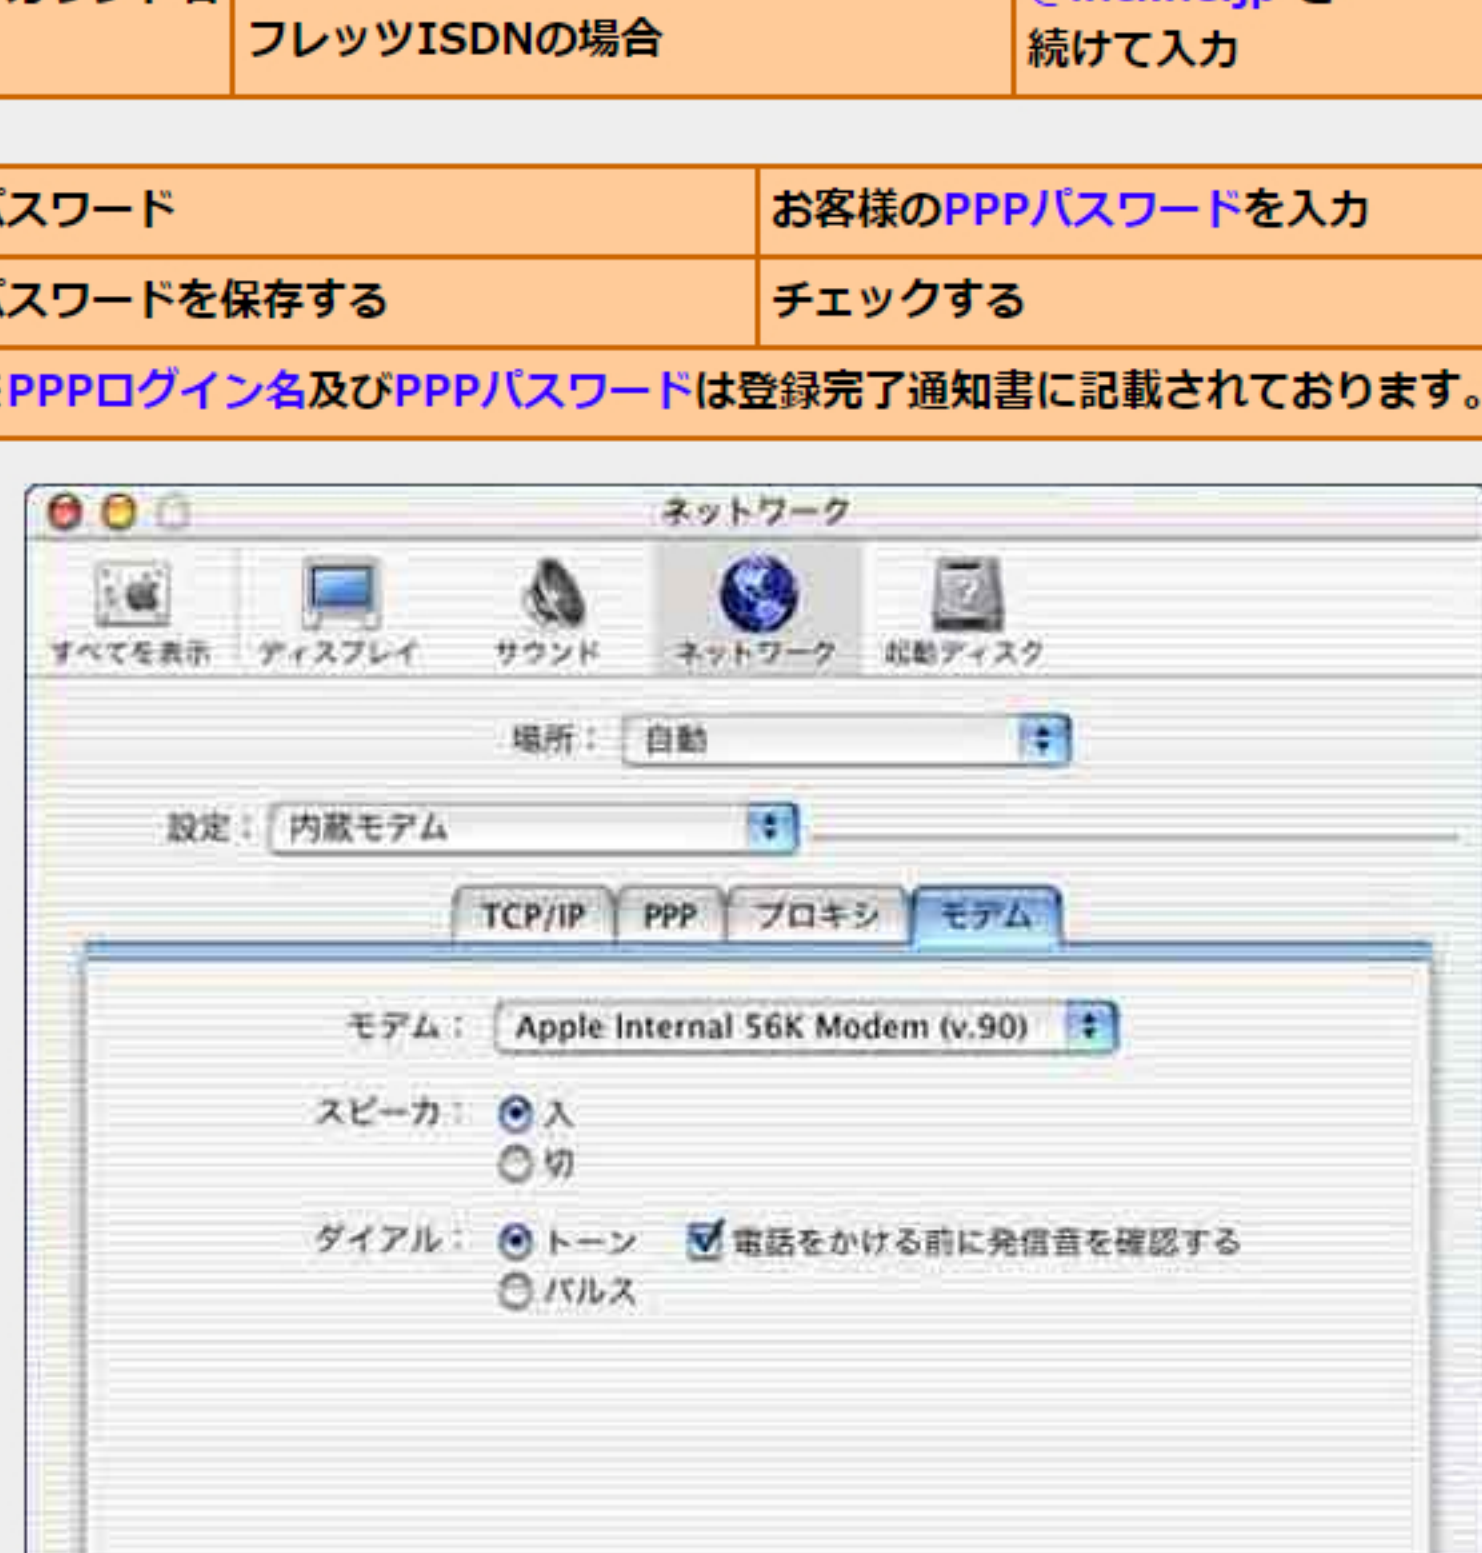 フレッツISDNの場合
続けて入力
パスワード
お客様のPPPパスワードを入力
パスワードを保存する
チェックする
PPPログイン名及びPPPパスワードは登録完了通知書に記載されております。
ネットワーク
すべてを表示 ディスプレイ サウンド ネットワーク 起動ディスク
場所： 自動
設定： 内蔵モデム
TCP/IP PPP プロキシ モデム
モデム： Apple Internal 56K Modem (v.90)
スピーカ： 入
切
ダイアル： トーン 電話をかける前に発信音を確認する
パルス